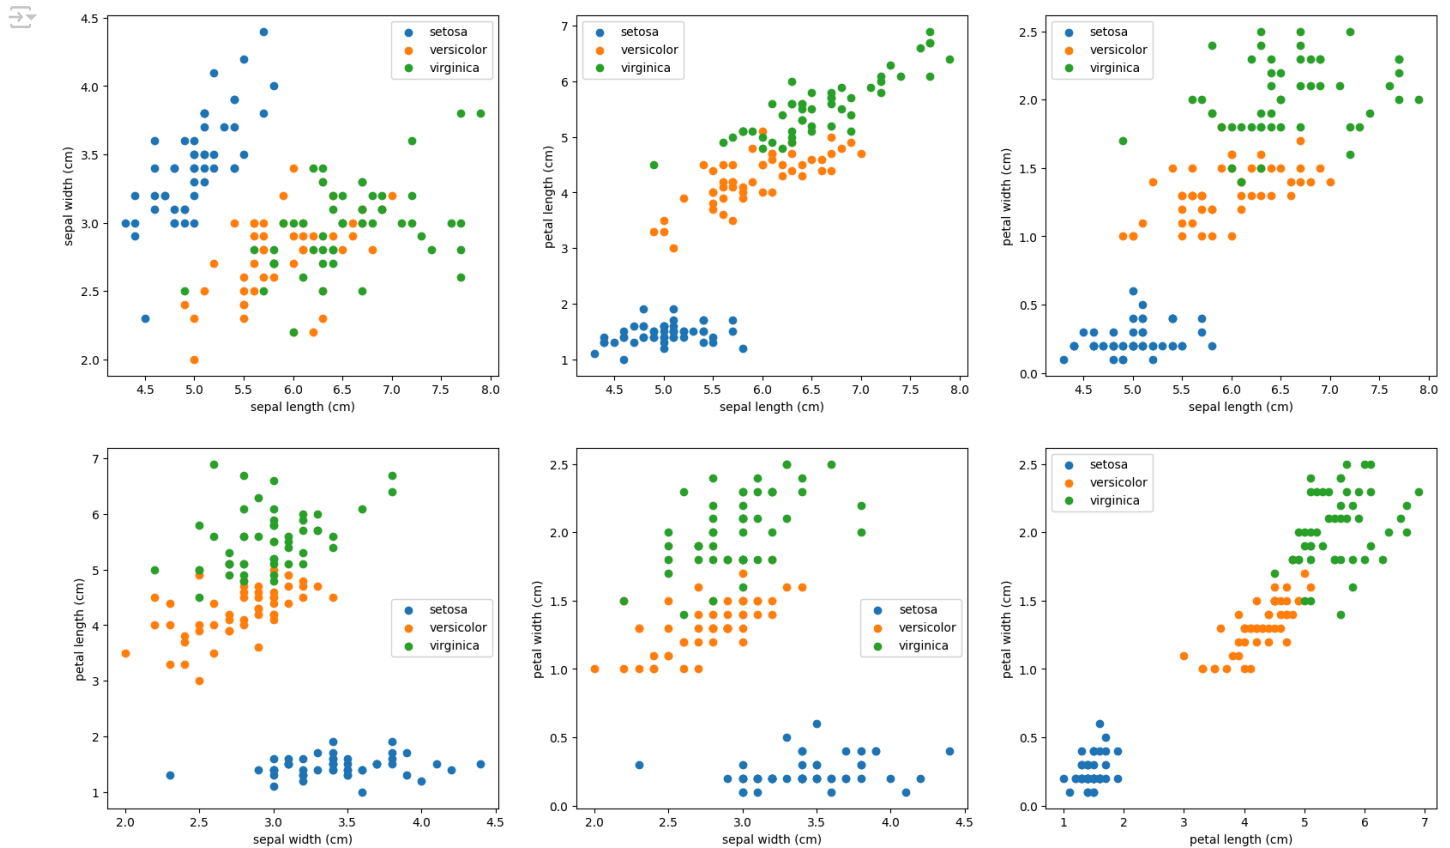 4.5
4.0
3.5
3.0
2.5
2.0
sepal width (cm)
setosa
versicolor
virginica
4.5 5.0 5.5 6.0 6.5 7.0 7.5 8.0
sepal length (cm)
7
6
5
4
3
2
1
petal length (cm)
setosa
versicolor
virginica
4.5 5.0 5.5 6.0 6.5 7.0 7.5 8.0
sepal length (cm)
2.5
2.0
1.5
1.0
0.5
0.0
petal width (cm)
setosa
versicolor
virginica
4.5 5.0 5.5 6.0 6.5 7.0 7.5 8.0
sepal length (cm)
7
6
5
4
3
2
1
petal length (cm)
setosa
versicolor
virginica
2.0 2.5 3.0 3.5 4.0 4.5
sepal width (cm)
2.5
2.0
1.5
1.0
0.5
0.0
petal width (cm)
setosa
versicolor
virginica
2.0 2.5 3.0 3.5 4.0 4.5
sepal width (cm)
2.5
2.0
1.5
1.0
0.5
0.0
petal width (cm)
setosa
versicolor
virginica
1 2 3 4 5 6 7
petal length (cm)